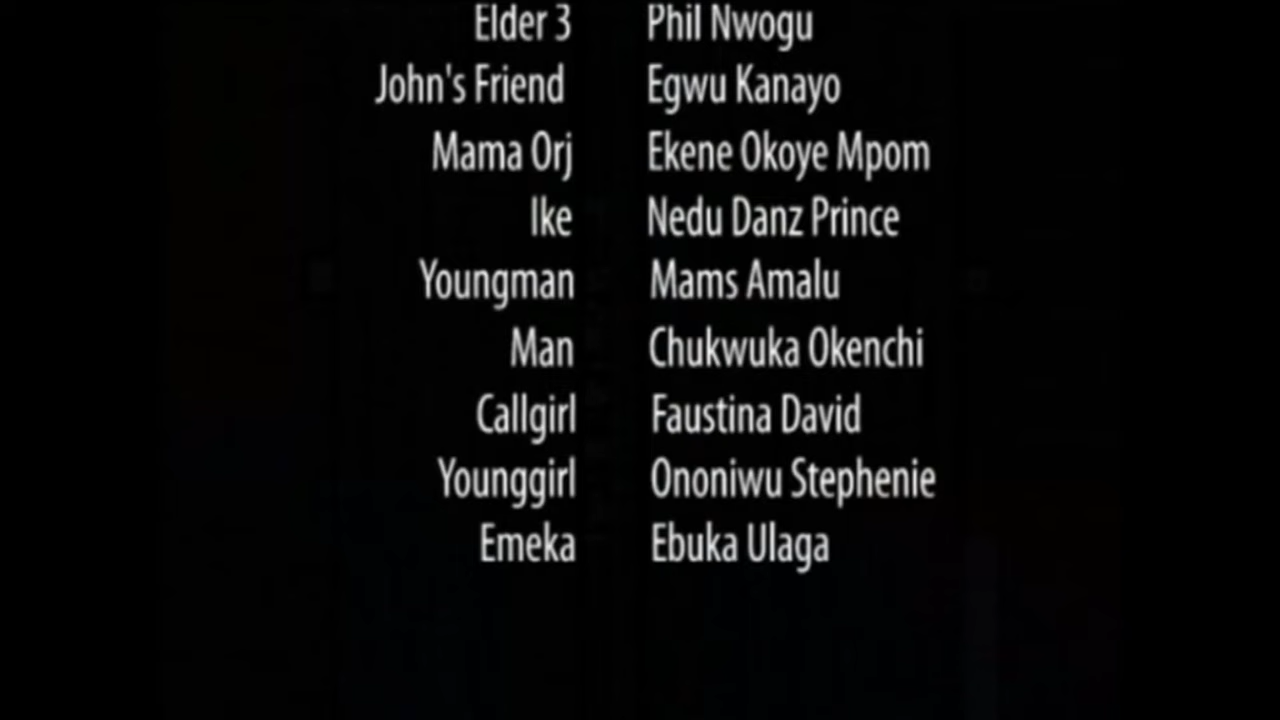 Elder 3 Phil Nwogu
John's Friend Egwu Kanayo
Mama Orj Ekene Okoye Mpom
Ike Nedu Danz Prince
Youngman Mams Amalu
Man Chukwuka Okenchi
Callgirl Faustina David
Younggirl Ononiwu Stephenie
Emeka Ebuka Ulaga